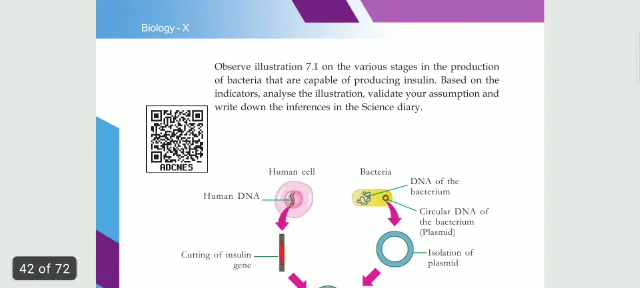 Biology - X
Observe illustration 7.1 on the various stages in the production
of bacteria that are capable of producing insulin. Based on the
indicators, analyse the illustration, validate your assumption and
write down the inferences in the Science diary.
ADCNES
Human cell
Bacteria
Human DNA
DNA of the
bacterium
Circular DNA of
the bacterium
(Plasmid)
Cutting of insulin
gene
Isolation of
plasmid
42 of 72